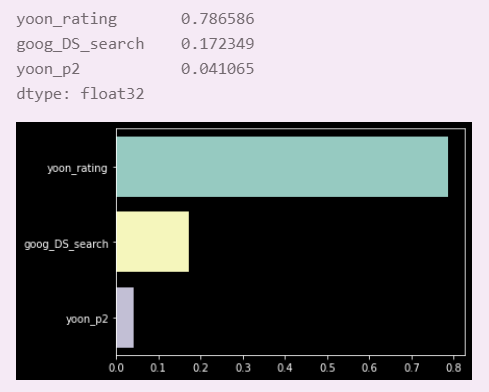 yoon_rating 0.786586
goog_DS_search 0.172349
yoon_p2 0.041065
dtype: float32
yoon_rating
goog_DS_search
yoon_p2
0.0 0.1 0.2 0.3 0.4 0.5 0.6 0.7 0.8